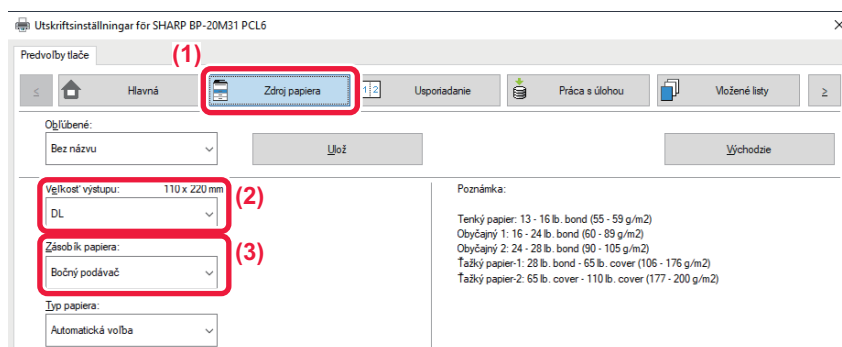 Utskriftsinställningar för SHARP BP-20M31 PCL6
Predvoľby tlače
(1)
< Hlavná Zdroj papiera 1 2 Usporiadanie Práca s úlohou Vložené listy >
Obľúbené:
Bez názvu Ulož Východzie
Veľkosť výstupu: 110 x 220 mm
(2)
DL
Zásobík papiera:
(3)
Bočný podávač
Typ papiera:
Automatická voľba
Poznámka:
Tenký papier: 13 - 16 lb. bond (55 - 59 g/m2)
Obyčajný 1: 16 - 24 lb. bond (60 - 89 g/m2)
Obyčajný 2: 24 - 28 lb. bond (90 - 105 g/m2)
Ťažký papier-1: 28 lb. bond - 65 lb. cover (106 - 176 g/m2)
Ťažký papier-2: 65 lb. cover - 110 lb. cover (177 - 200 g/m2)